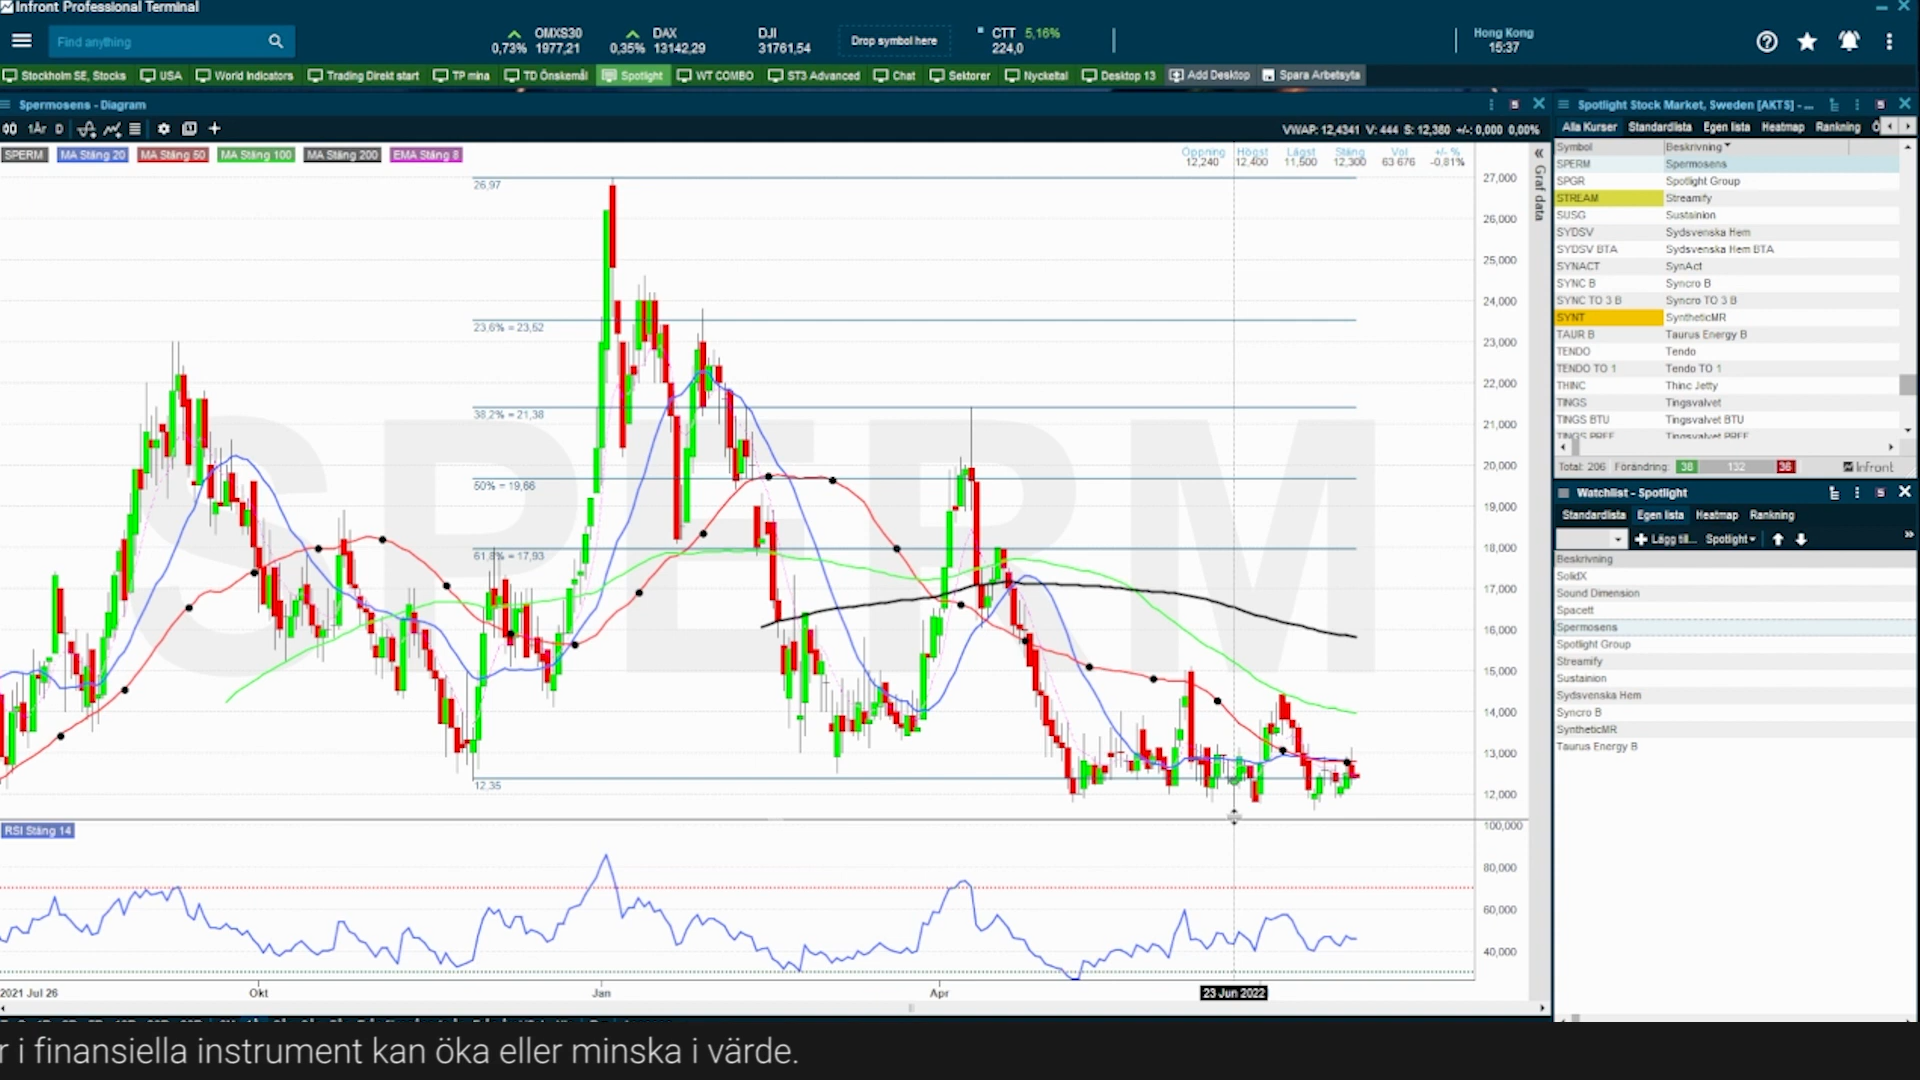 Infront Professional Terminal
Find anything
OMXS30
0,73% 1977,21
DAX
0,35% 13142,29
DJI
31761,54
Drop symbol here
CTT 5,16%
224,0
Hong Kong
15:37
Stockholm SE, Stocks USA World Indicators Trading Direkt start TP mina TD Önskemål Spotlight WT COMBO ST3 Advanced Chat Sektorer Nyckeltal Desktop 13 Add Desktop Spara Arbetsyta
Spermosens - Diagram
1År D
VWAP: 12,4341 V: 444 S: 12,380 +/-: 0,000 0,00%
SPERM MA Stäng 20 MA Stäng 50 MA Stäng 100 MA Stäng 200 EMA Stäng 8
Öppning Högst Lägst Stäng Vol +/- %
12,240 12,400 11,500 12,300 63 676 -0,81%
Graf data
SPERM
26,97
23,6% = 23,52
38,2% = 21,38
50% = 19,66
61,8% = 17,93
12,35
27,000
26,000
25,000
24,000
23,000
22,000
21,000
20,000
19,000
18,000
17,000
16,000
15,000
14,000
13,000
12,000
RSI Stäng 14
100,000
80,000
60,000
40,000
2021 Jul 26 Okt Jan Apr 23 Jun 2022
Spotlight Stock Market, Sweden [AKTS] - ...
Alla Kurser Standardlista Egen lista Heatmap Rankning
Symbol Beskrivning
SPERM Spermosens
SPGR Spotlight Group
STREAM Streamify
SUSG Sustainion
SYDSV Sydsvenska Hem
SYDSV BTA Sydsvenska Hem BTA
SYNACT SynAct
SYNC B Syncro B
SYNC TO 3 B Syncro TO 3 B
SYNT SyntheticMR
TAUR B Taurus Energy B
TENDO Tendo
TENDO TO 1 Tendo TO 1
THINC Thinc Jetty
TINGS Tingsvalvet
TINGS BTU Tingsvalvet BTU
TINGS PREF Tingsvalvet PREF
Total: 206 Förändring: 38 132 36 Infront
Watchlist - Spotlight
Standardlista Egen lista Heatmap Rankning
Lägg till... Spotlight
Beskrivning
SolidX
Sound Dimension
Spacett
Spermosens
Spotlight Group
Streamify
Sustainion
Sydsvenska Hem
Syncro B
SyntheticMR
Taurus Energy B
r i finansiella instrument kan öka eller minska i värde.